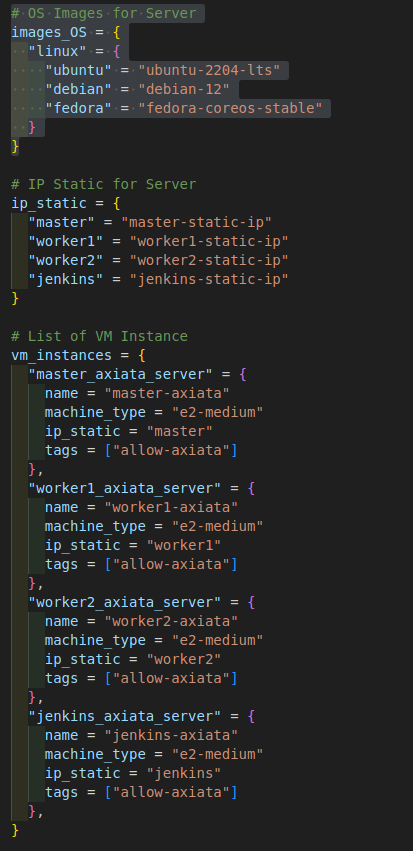 # OS Images for Server
images_OS = {
  "linux" = {
    "ubuntu" = "ubuntu-2204-lts"
    "debian" = "debian-12"
    "fedora" = "fedora-coreos-stable"
  }
}

# IP Static for Server
ip_static = {
  "master" = "master-static-ip"
  "worker1" = "worker1-static-ip"
  "worker2" = "worker2-static-ip"
  "jenkins" = "jenkins-static-ip"
}

# List of VM Instance
vm_instances = {
  "master_axiata_server" = {
    name = "master-axiata"
    machine_type = "e2-medium"
    ip_static = "master"
    tags = ["allow-axiata"]
  },
  "worker1_axiata_server" = {
    name = "worker1-axiata"
    machine_type = "e2-medium"
    ip_static = "worker1"
    tags = ["allow-axiata"]
  },
  "worker2_axiata_server" = {
    name = "worker2-axiata"
    machine_type = "e2-medium"
    ip_static = "worker2"
    tags = ["allow-axiata"]
  },
  "jenkins_axiata_server" = {
    name = "jenkins-axiata"
    machine_type = "e2-medium"
    ip_static = "jenkins"
    tags = ["allow-axiata"]
  },
}